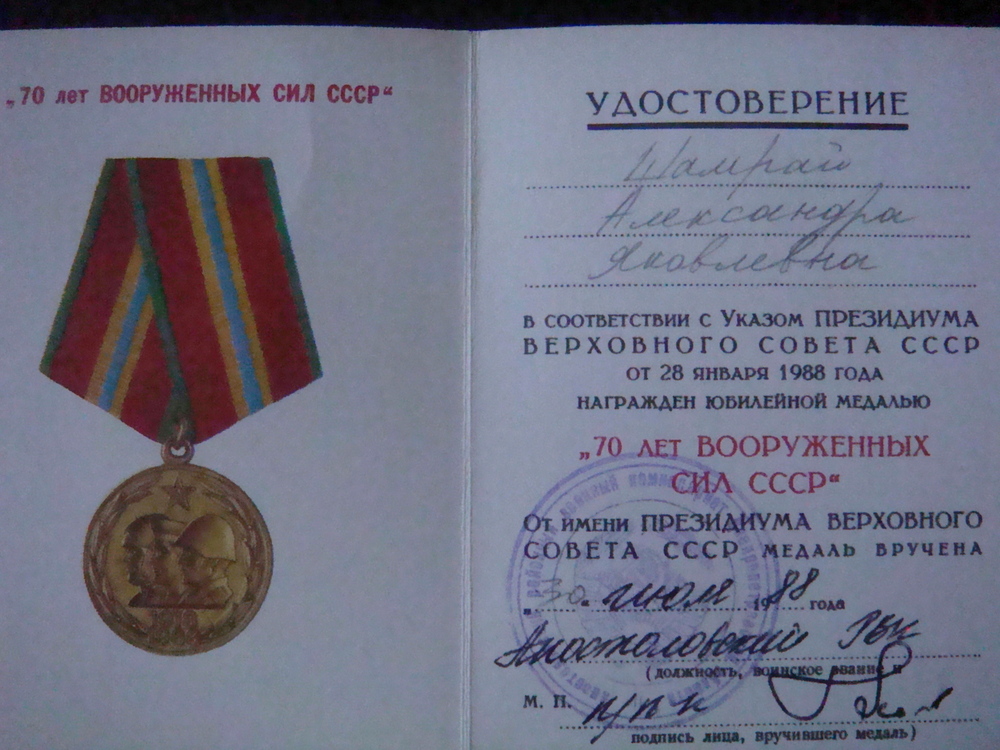 „70 лет ВООРУЖЕННЫХ СИЛ СССР“
УДОСТОВЕРЕНИЕ
Шамрай
Александра
Яковлевна
в соответствии с Указом ПРЕЗИДИУМА
ВЕРХОВНОГО СОВЕТА СССР
от 28 января 1988 года
награжден юбилейной медалью
„70 лет ВООРУЖЕННЫХ
СИЛ СССР“
От имени ПРЕЗИДИУМА ВЕРХОВНОГО
СОВЕТА СССР медаль вручена
„30“ июля 1988 года
Апостоловский РВК
(должность, воинское звание и
М. П.
подпись лица, вручившего медаль)